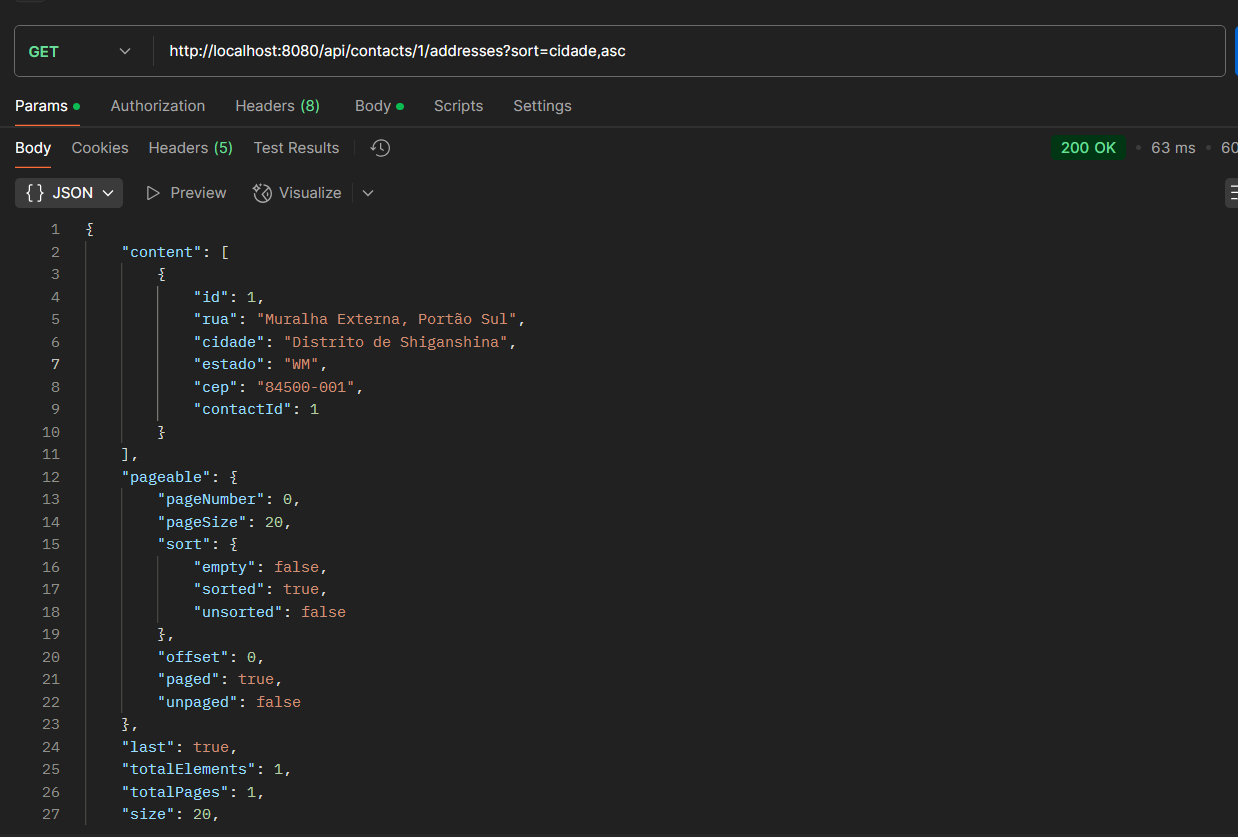 GET http://localhost:8080/api/contacts/1/addresses?sort=cidade,asc
Params Authorization Headers (8) Body Scripts Settings
Body Cookies Headers (5) Test Results 200 OK 63 ms 60
{} JSON Preview Visualize
1 {
2 "content": [
3 {
4 "id": 1,
5 "rua": "Muralha Externa, Portão Sul",
6 "cidade": "Distrito de Shiganshina",
7 "estado": "WM",
8 "cep": "84500-001",
9 "contactId": 1
10 }
11 ],
12 "pageable": {
13 "pageNumber": 0,
14 "pageSize": 20,
15 "sort": {
16 "empty": false,
17 "sorted": true,
18 "unsorted": false
19 },
20 "offset": 0,
21 "paged": true,
22 "unpaged": false
23 },
24 "last": true,
25 "totalElements": 1,
26 "totalPages": 1,
27 "size": 20,